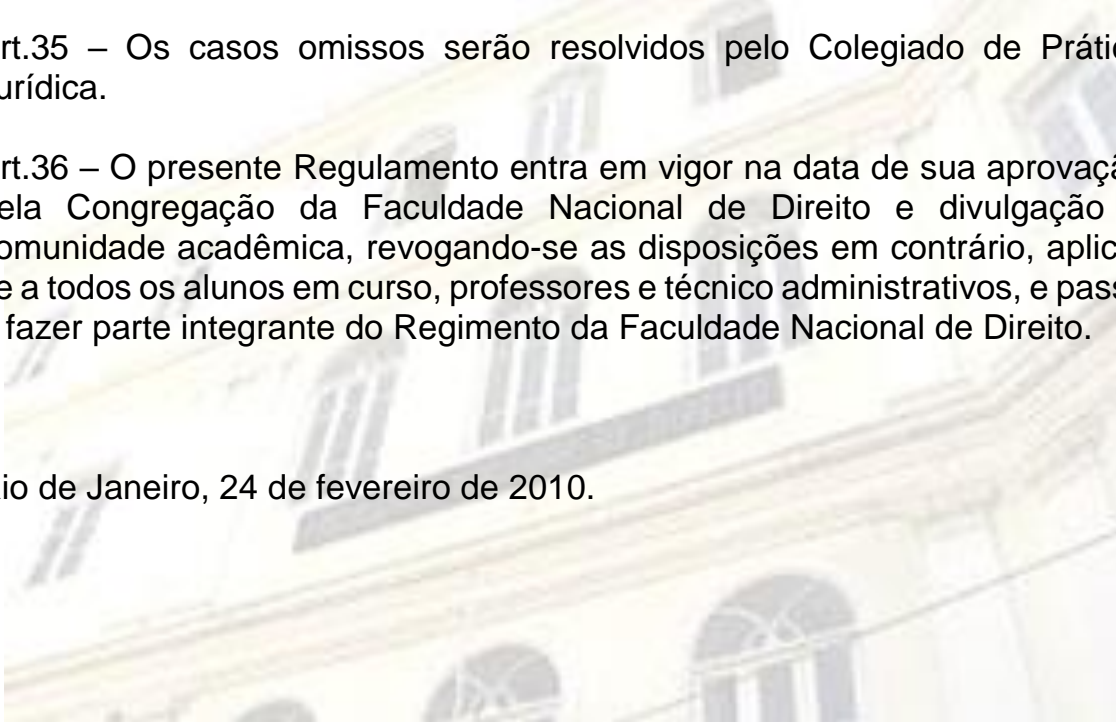 rt.35 – Os casos omissos serão resolvidos pelo Colegiado de Prátic
urídica.
rt.36 – O presente Regulamento entra em vigor na data de sua aprovaçã
ela Congregação da Faculdade Nacional de Direito e divulgação
omunidade acadêmica, revogando-se as disposições em contrário, aplic
e a todos os alunos em curso, professores e técnico administrativos, e pass
fazer parte integrante do Regimento da Faculdade Nacional de Direito.
io de Janeiro, 24 de fevereiro de 2010.